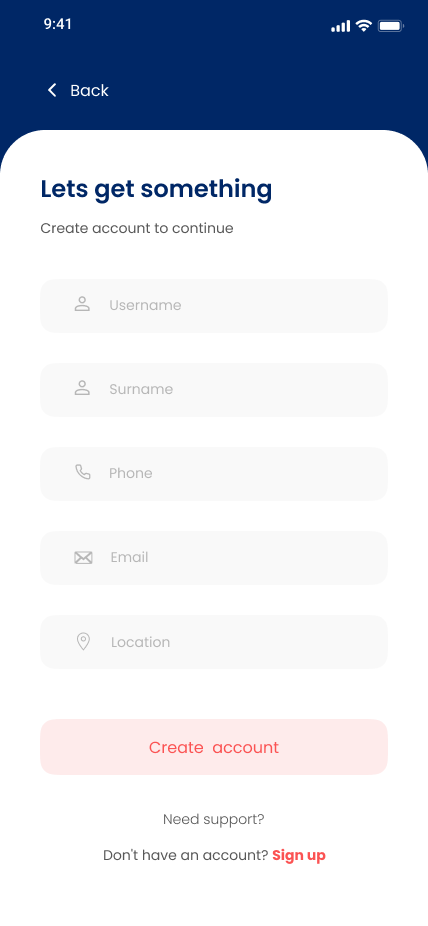 9:41
Back
Lets get something
Create account to continue
Username
Surname
Phone
Email
Location
Create  account
Need support?
Don't have an account? Sign up